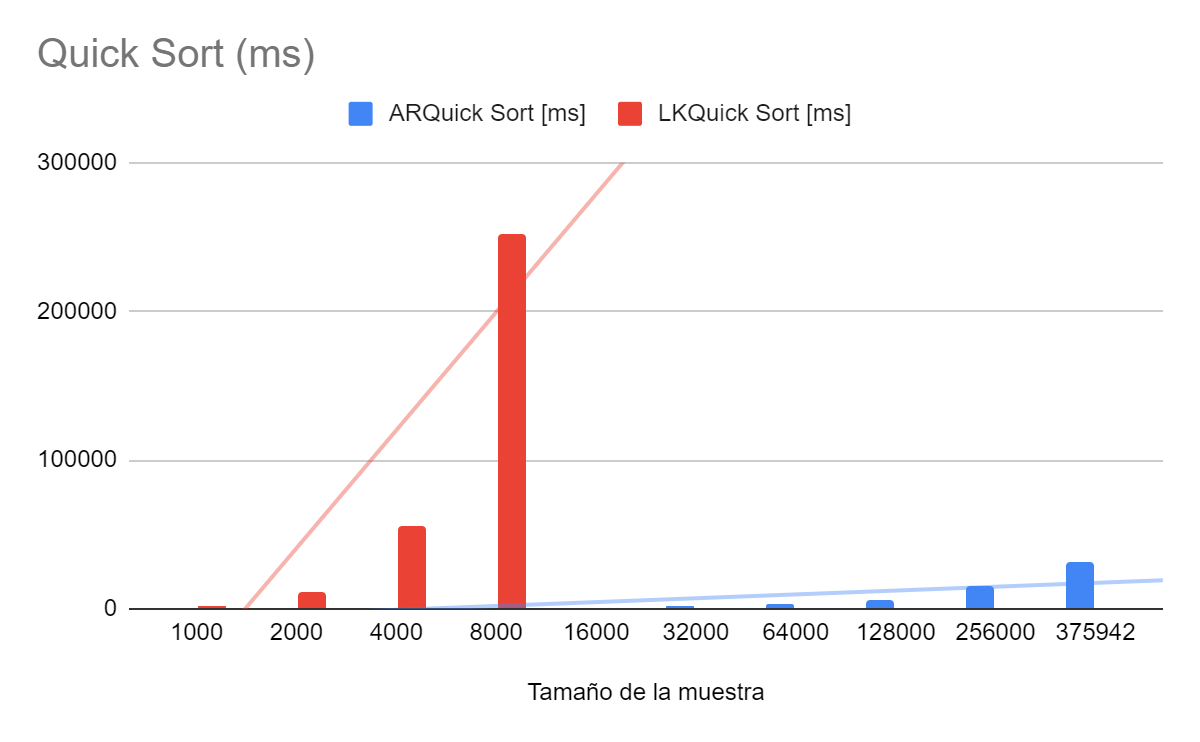 Quick Sort (ms)
ARQuick Sort [ms] LKQuick Sort [ms]
300000
200000
100000
0
1000 2000 4000 8000 16000 32000 64000 128000 256000 375942
Tamaño de la muestra